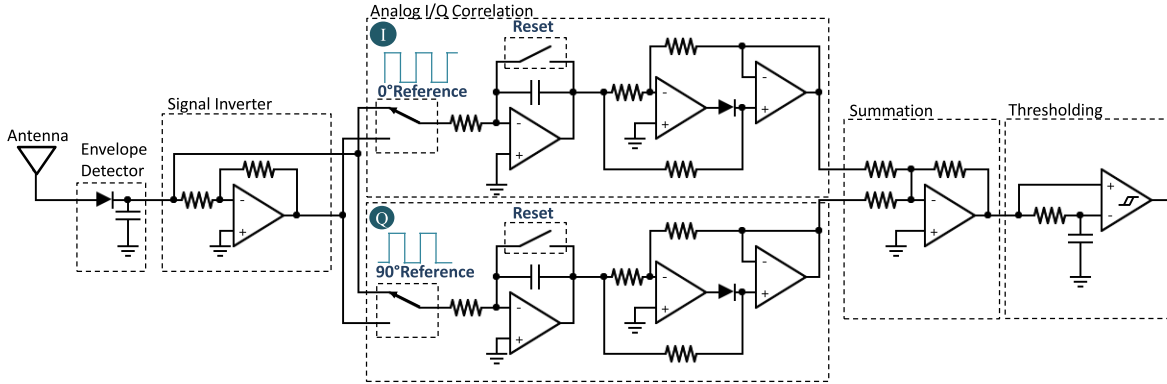 Analog I/Q Correlation
I
Reset
0°Reference
Signal Inverter
Antenna
Envelope
Detector
Summation
Thresholding
Q
Reset
90°Reference
-
+
-
+
-
+
-
+
-
+
-
+
-
+
+
-